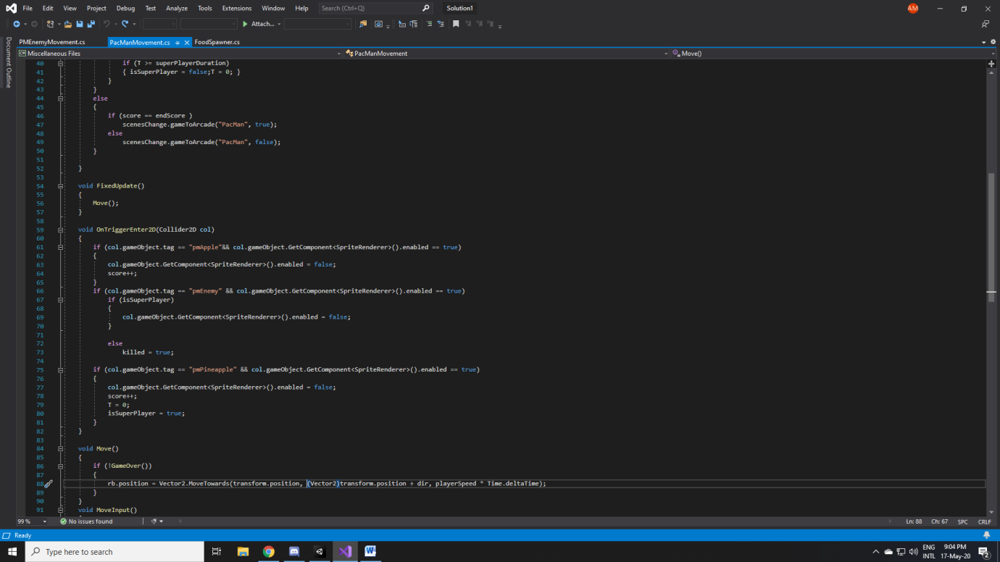 File Edit View Project Debug Test Analyze Tools Extensions Window Help Search (Ctrl+Q) Solution1 AM
Attach...
Document Outline
PMEnemyMovement.cs PacManMovement.cs FoodSpawner.cs
Miscellaneous Files PacManMovement Move()
40 if (T >= superPlayerDuration)
41 { isSuperPlayer = false;T = 0; }
42 }
43 }
44 else
45 {
46 if (score == endScore )
47 scenesChange.gameToArcade("PacMan", true);
48 else
49 scenesChange.gameToArcade("PacMan", false);
50 }
51
52 }
53
54 void FixedUpdate()
55 {
56 Move();
57 }
58
59 void OnTriggerEnter2D(Collider2D col)
60 {
61 if (col.gameObject.tag == "pmApple"&& col.gameObject.GetComponent<SpriteRenderer>().enabled == true)
62 {
63 col.gameObject.GetComponent<SpriteRenderer>().enabled = false;
64 score++;
65 }
66 if (col.gameObject.tag == "pmEnemy" && col.gameObject.GetComponent<SpriteRenderer>().enabled == true)
67 if (isSuperPlayer)
68 {
69 col.gameObject.GetComponent<SpriteRenderer>().enabled = false;
70 }
71
72 else
73 killed = true;
74
75 if (col.gameObject.tag == "pmPineapple" && col.gameObject.GetComponent<SpriteRenderer>().enabled == true)
76 {
77 col.gameObject.GetComponent<SpriteRenderer>().enabled = false;
78 score++;
79 T = 0;
80 isSuperPlayer = true;
81 }
82 }
83
84 void Move()
85 {
86 if (!GameOver())
87 {
88 rb.position = Vector2.MoveTowards(transform.position, (Vector2)transform.position + dir, playerSpeed * Time.deltaTime);
89 }
90 }
91 void MoveInput()
99 % No issues found Ln: 88 Ch: 67 SPC CRLF
Ready
Type here to search ENG 9:04 PM
INTL 17-May-20 2